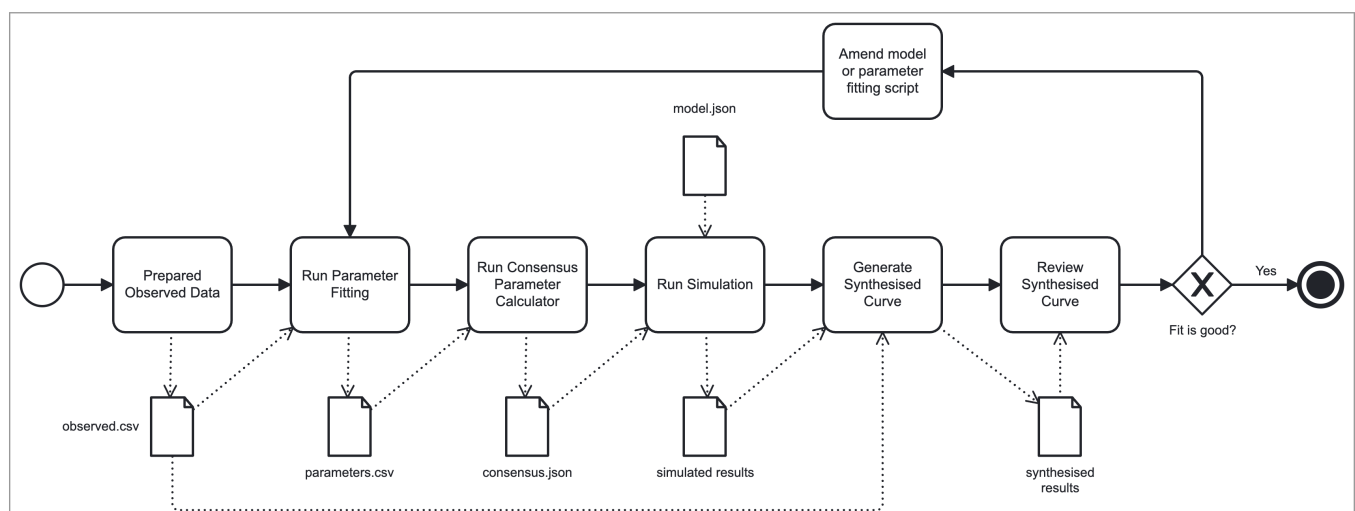 Amend model
or parameter
fitting script
model.json
Prepared
Observed Data
Run Parameter
Fitting
Run Consensus
Parameter
Calculator
Run Simulation
Generate
Synthesised
Curve
Review
Synthesised
Curve
X
Yes
Fit is good?
observed.csv
parameters.csv
consensus.json
simulated results
synthesised
results